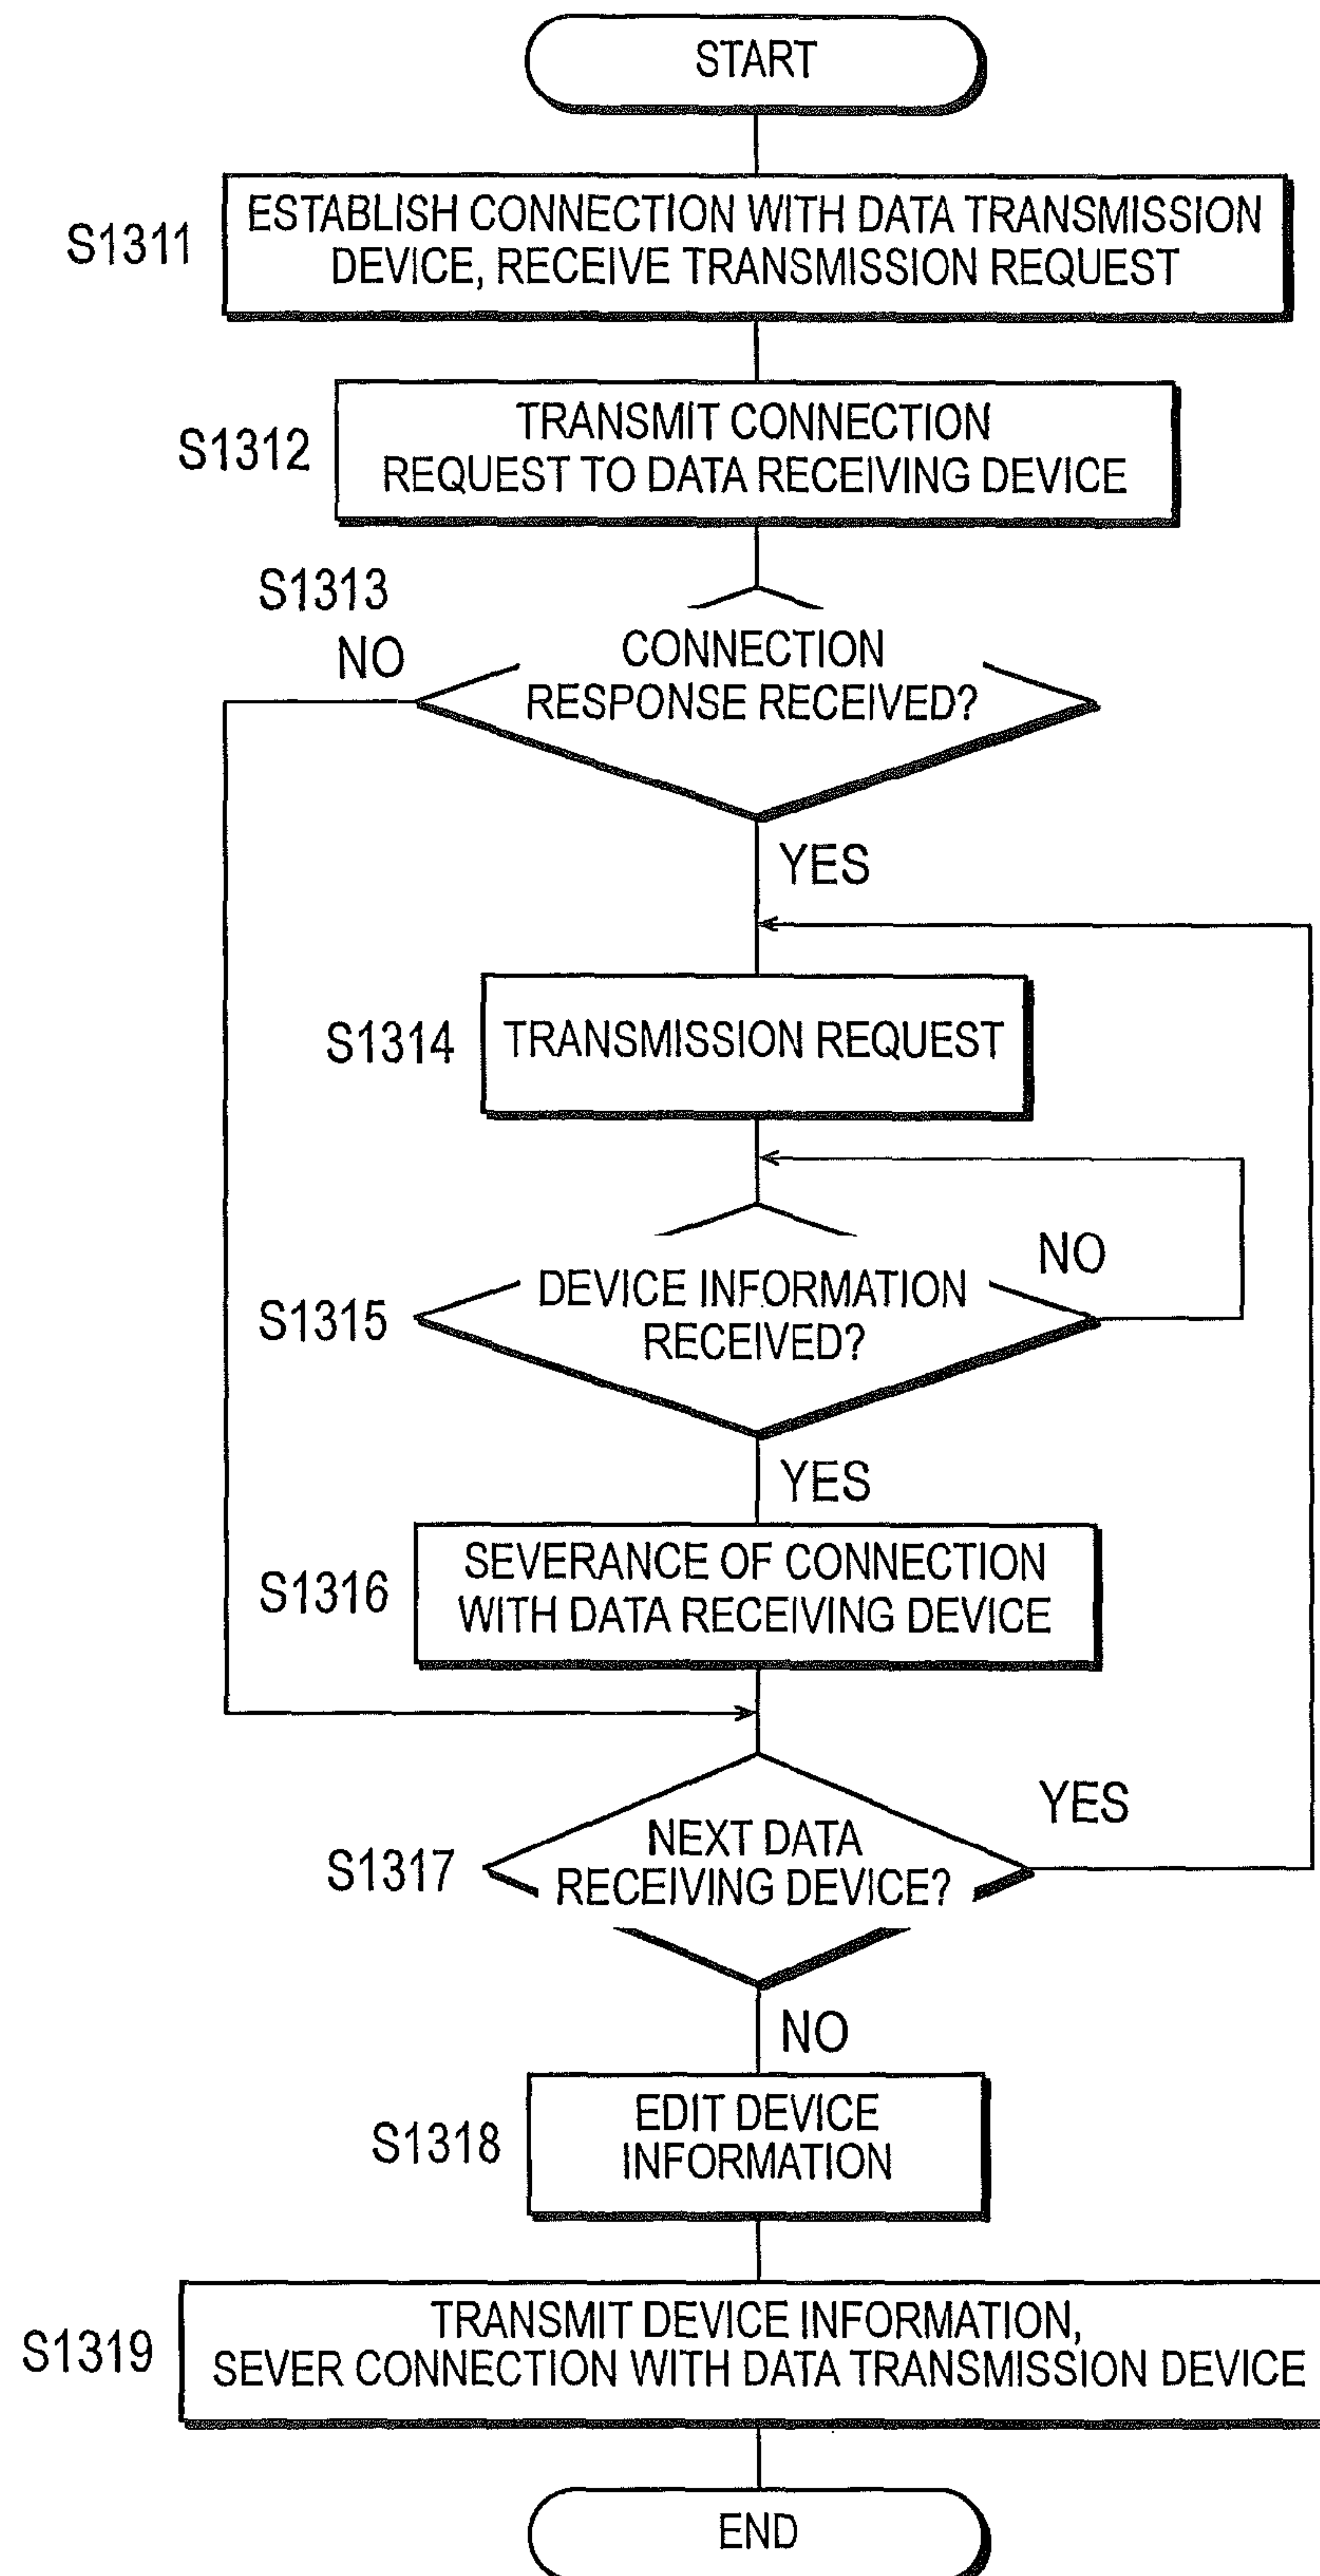 START
S1311
ESTABLISH CONNECTION WITH DATA TRANSMISSION
DEVICE, RECEIVE TRANSMISSION REQUEST
S1312
TRANSMIT CONNECTION
REQUEST TO DATA RECEIVING DEVICE
S1313
NO
CONNECTION
RESPONSE RECEIVED?
YES
S1314
TRANSMISSION REQUEST
NO
S1315
DEVICE INFORMATION
RECEIVED?
YES
S1316
SEVERANCE OF CONNECTION
WITH DATA RECEIVING DEVICE
YES
S1317
NEXT DATA
RECEIVING DEVICE?
NO
S1318
EDIT DEVICE
INFORMATION
S1319
TRANSMIT DEVICE INFORMATION,
SEVER CONNECTION WITH DATA TRANSMISSION DEVICE
END